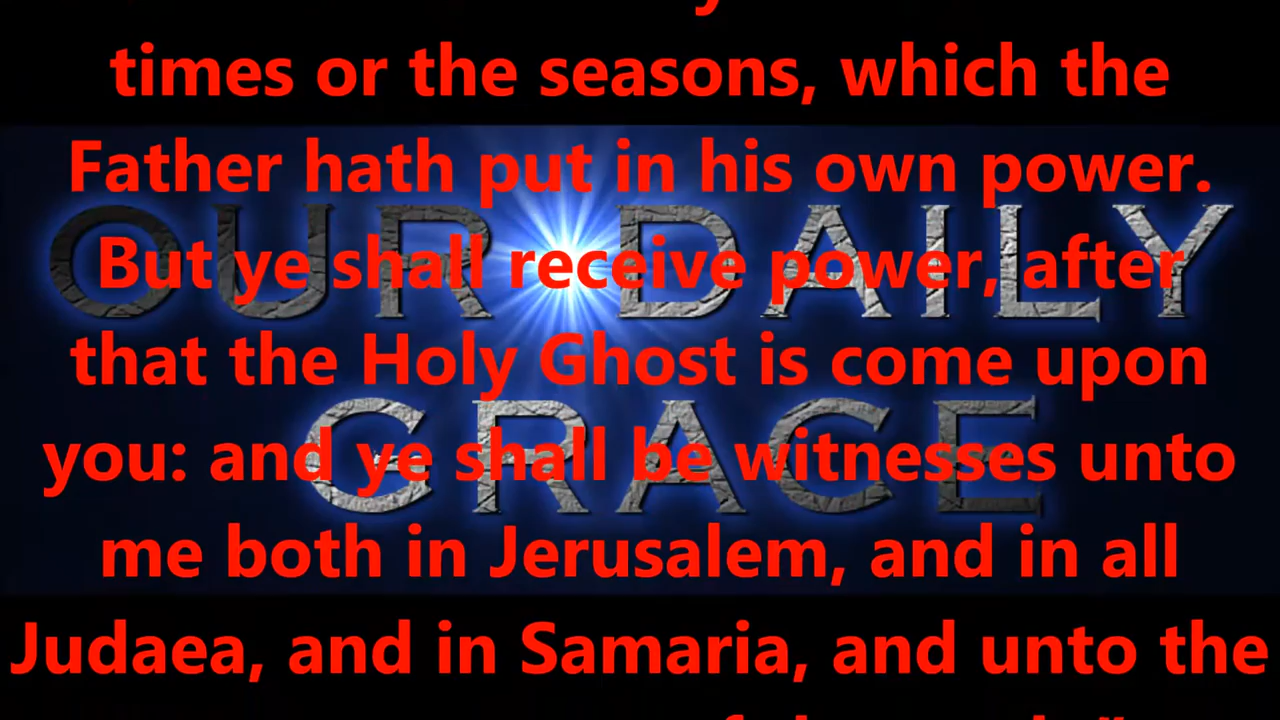 times or the seasons, which the
Father hath put in his own power.
OUR DAILY
But ye shall receive power, after
that the Holy Ghost is come upon
GRACE
you: and ye shall be witnesses unto
me both in Jerusalem, and in all
Judaea, and in Samaria, and unto the